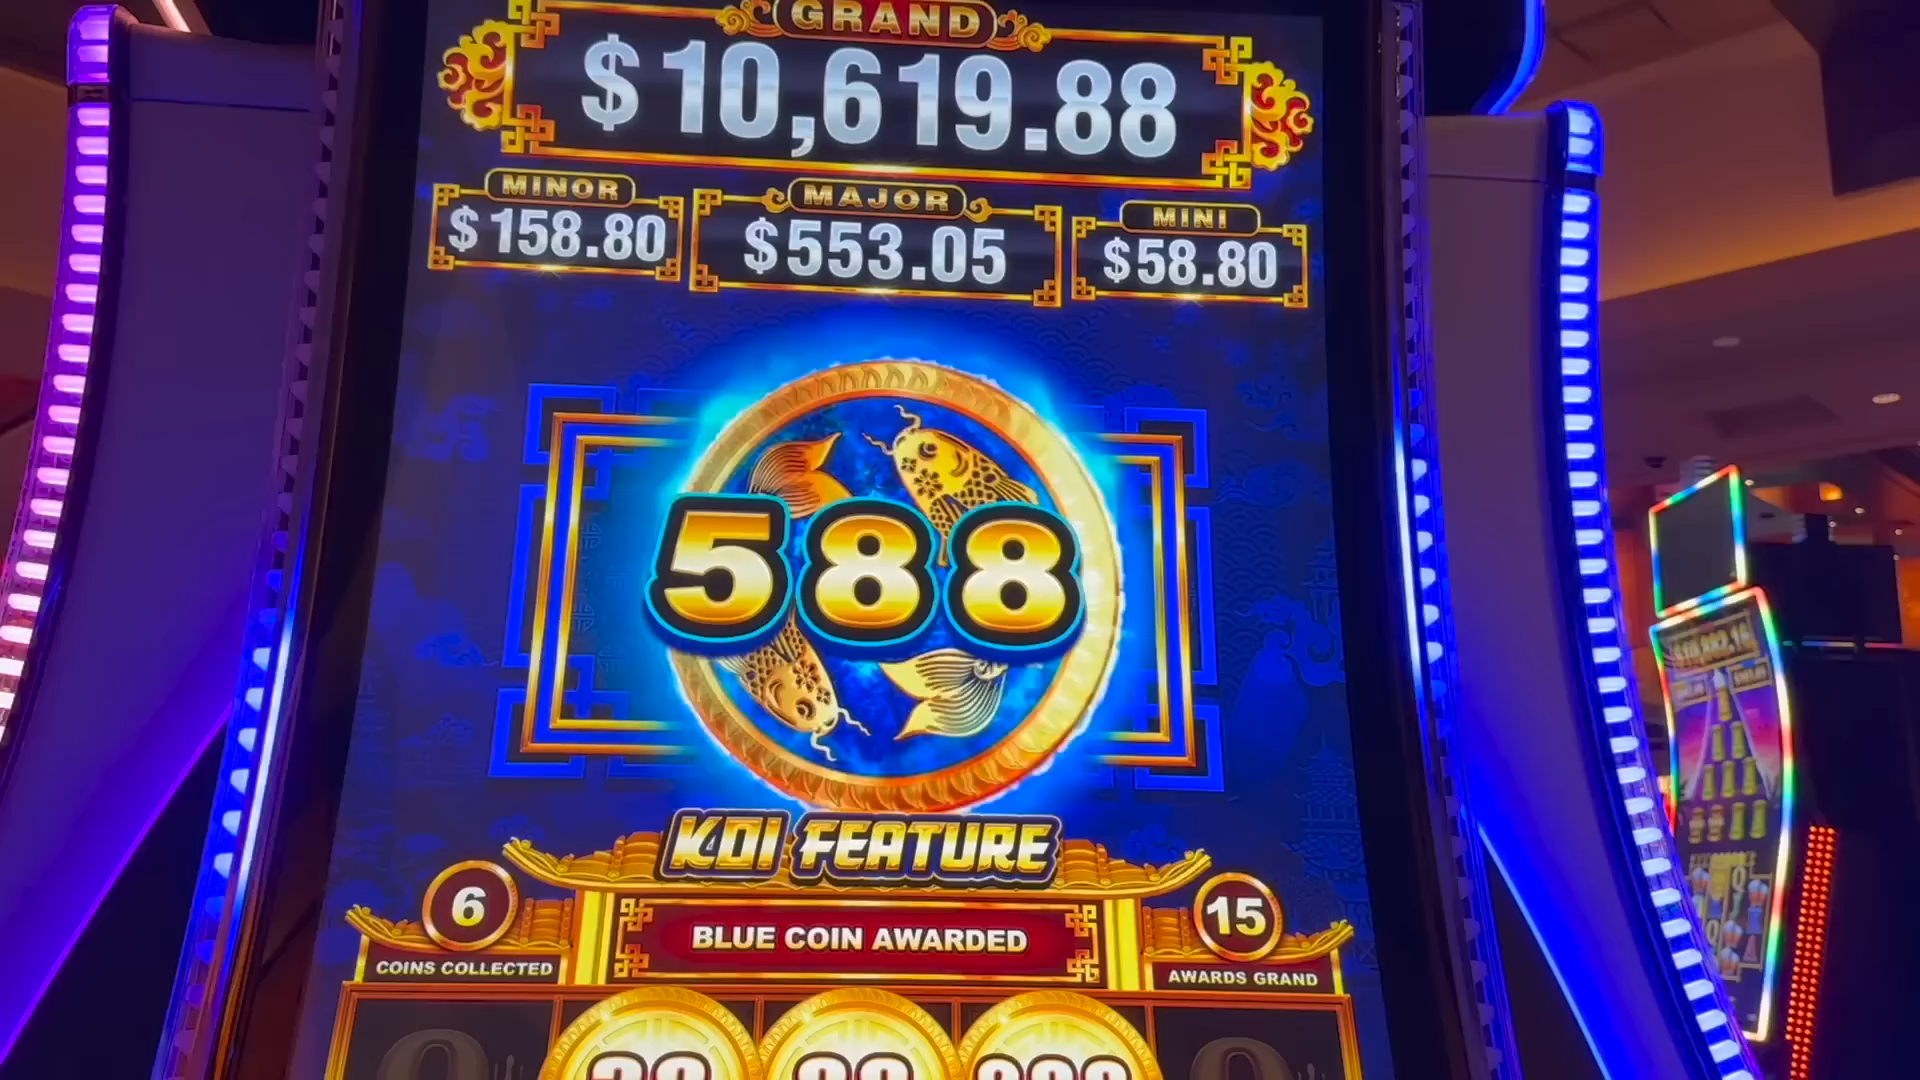 GRAND
$10,619.88
MINOR
$158.80
MAJOR
$553.05
MINI
$58.80
588
KOI FEATURE
6
COINS COLLECTED
BLUE COIN AWARDED
15
AWARDS GRAND